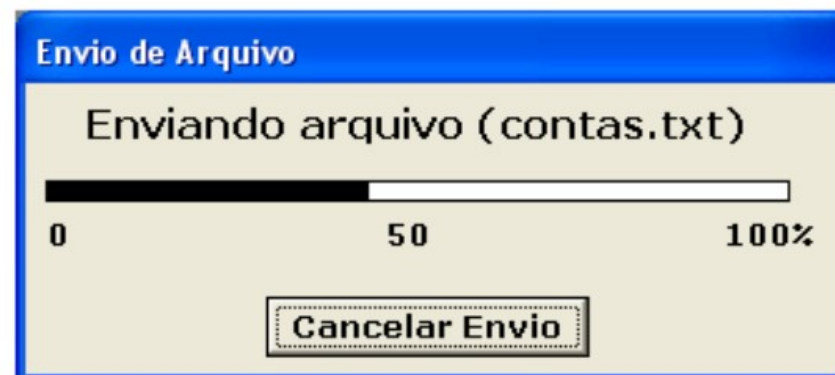 Envio de Arquivo
Enviando arquivo (contas.txt)
0 50 100%
Cancelar Envio